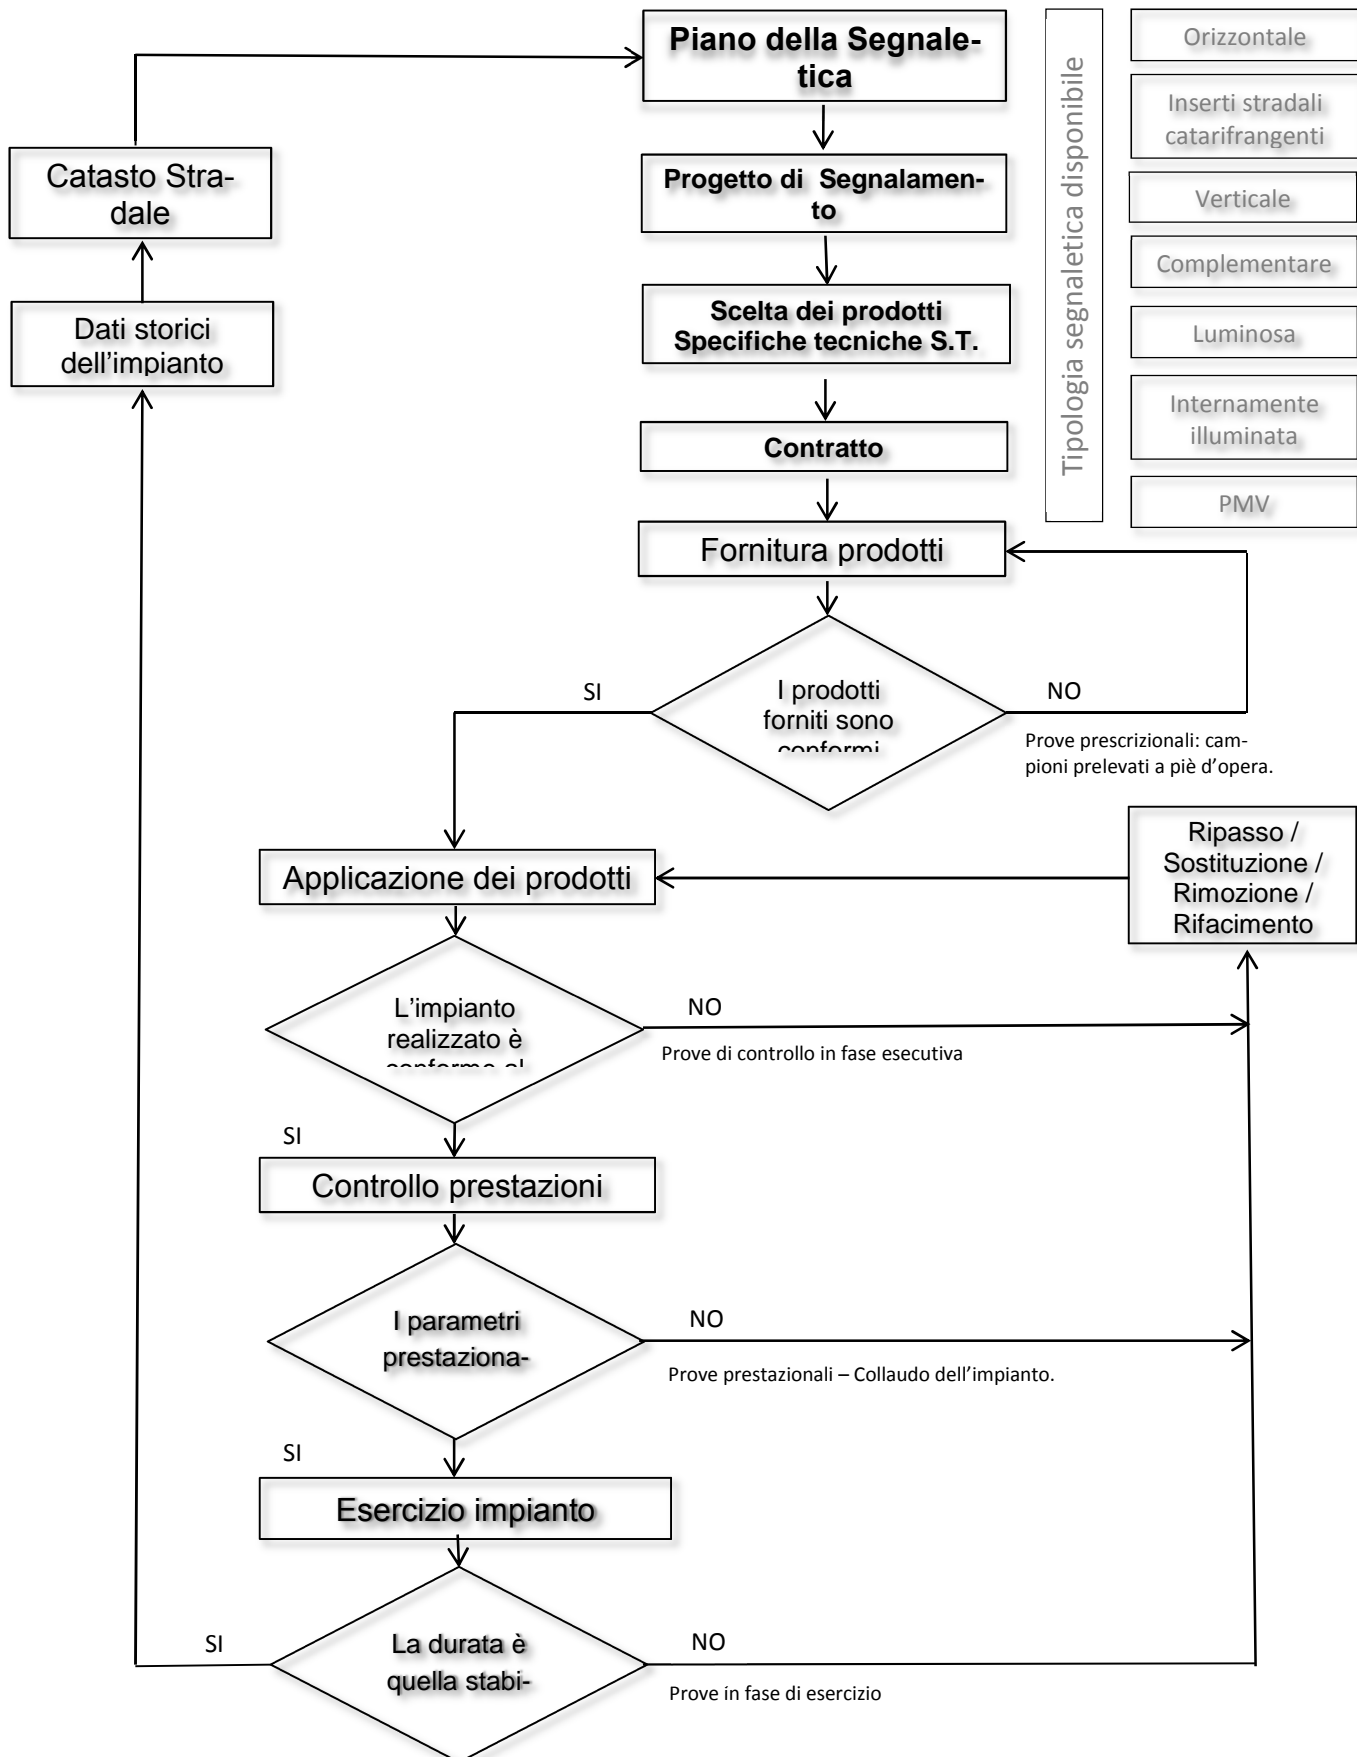 Piano della Segnale-
tica
Progetto di  Segnalamen-
to
Scelta dei prodotti
Specifiche tecniche S.T.
Contratto
Fornitura prodotti
Tipologia segnaletica disponibile
Orizzontale
Inserti stradali
catarifrangenti
Verticale
Complementare
Luminosa
Internamente
illuminata
PMV
Catasto Stra-
dale
Dati storici
dell’impianto
SI
I prodotti
forniti sono
conformi
NO
Prove prescrizionali: cam-
pioni prelevati a piè d’opera.
Ripasso /
Sostituzione /
Rimozione /
Rifacimento
Applicazione dei prodotti
L’impianto
realizzato è
conforme al
NO
Prove di controllo in fase esecutiva
SI
Controllo prestazioni
I parametri
prestaziona-
NO
Prove prestazionali – Collaudo dell’impianto.
SI
Esercizio impianto
SI
La durata è
quella stabi-
NO
Prove in fase di esercizio